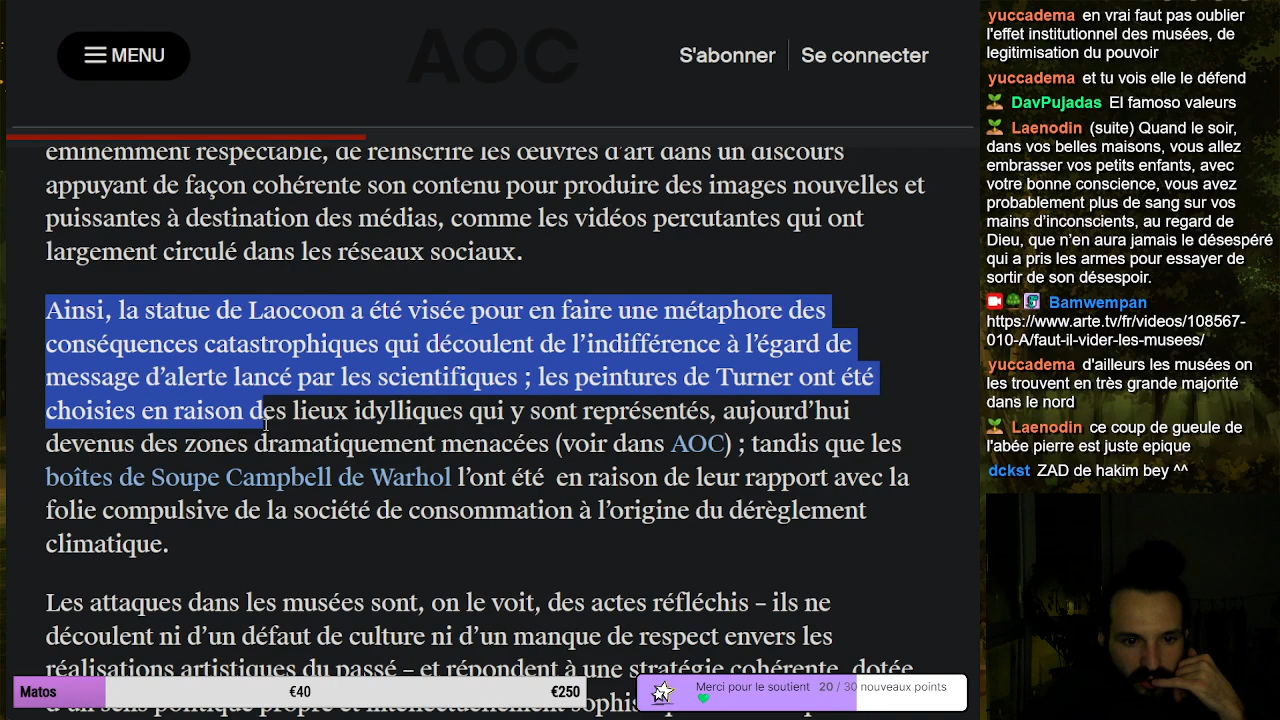 MENU
AOC
S'abonner
Se connecter
éminemment respectable, de réinscrire les œuvres d'art dans un discours
appuyant de façon cohérente son contenu pour produire des images nouvelles et
puissantes à destination des médias, comme les vidéos percutantes qui ont
largement circulé dans les réseaux sociaux.
Ainsi, la statue de Laocoon a été visée pour en faire une métaphore des
conséquences catastrophiques qui découlent de l'indifférence à l'égard de
message d'alerte lancé par les scientifiques ; les peintures de Turner ont été
choisies en raison des lieux idylliques qui y sont représentés, aujourd'hui
devenus des zones dramatiquement menacées (voir dans AOC) ; tandis que les
boîtes de Soupe Campbell de Warhol l'ont été en raison de leur rapport avec la
folie compulsive de la société de consommation à l'origine du dérèglement
climatique.
Les attaques dans les musées sont, on le voit, des actes réfléchis – ils ne
découlent ni d'un défaut de culture ni d'un manque de respect envers les
réalisations artistiques du passé – et répondent à une stratégie cohérente, dotée
Matos
€40
€250
Merci pour le soutient 20 / 30 nouveaux points
yuccadema en vrai faut pas oublier
l'effet institutionnel des musées, de
legitimisation du pouvoir
yuccadema et tu vois elle le défend
DavPujadas El famoso valeurs
Laenodin (suite) Quand le soir,
dans vos belles maisons, vous allez
embrasser vos petits enfants, avec
votre bonne conscience, vous avez
probablement plus de sang sur vos
mains d'inconscients, au regard de
Dieu, que n'en aura jamais le désespéré
qui a pris les armes pour essayer de
sortir de son désespoir.
Bamwempan
https://www.arte.tv/fr/videos/108567-
010-A/faut-il-vider-les-musees/
yuccadema d'ailleurs les musées on
les trouvent en très grande majorité
dans le nord
Laenodin ce coup de gueule de
l'abée pierre est juste epique
dckst ZAD de hakim bey ^^